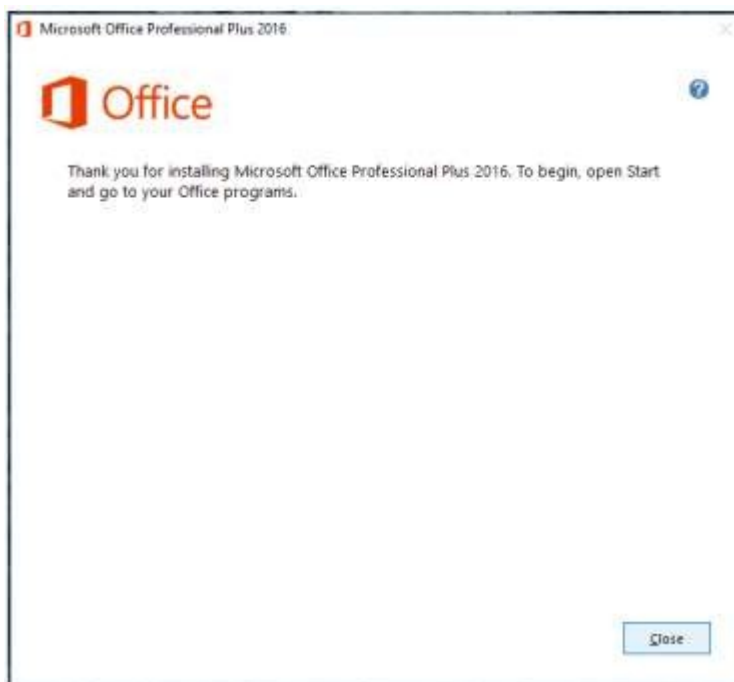 Microsoft Office Professional Plus 2016
Office
?
Thank you for installing Microsoft Office Professional Plus 2016. To begin, open Start
and go to your Office programs.
Close